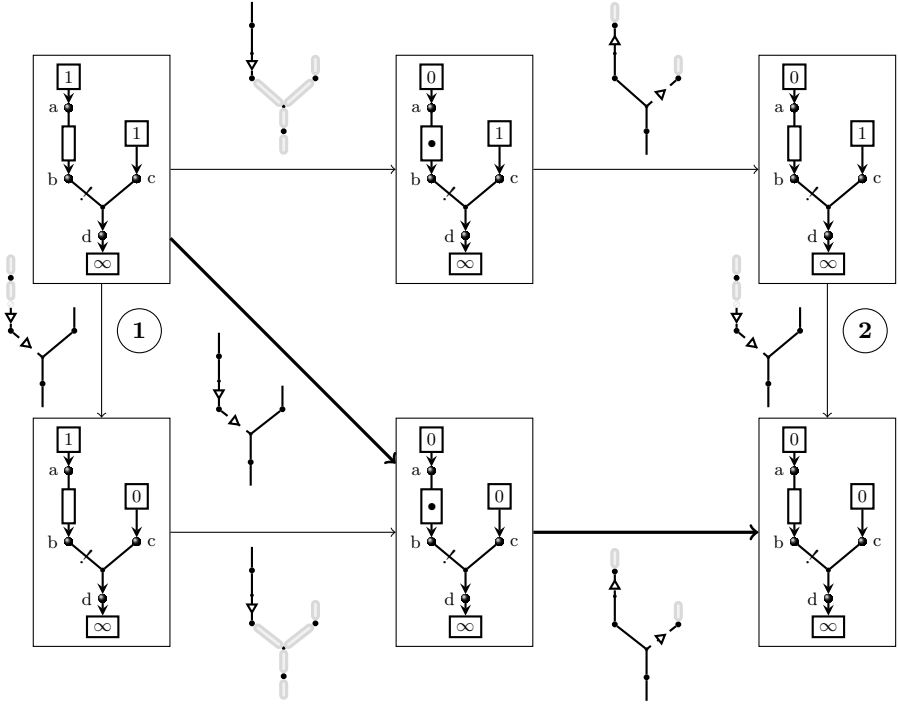 1 0 0
a a a
1 1 1
b c b c b c
d d d
∞ ∞ ∞
1 2
1 0 0
a a a
0 0 0
b c b c b c
d d d
∞ ∞ ∞